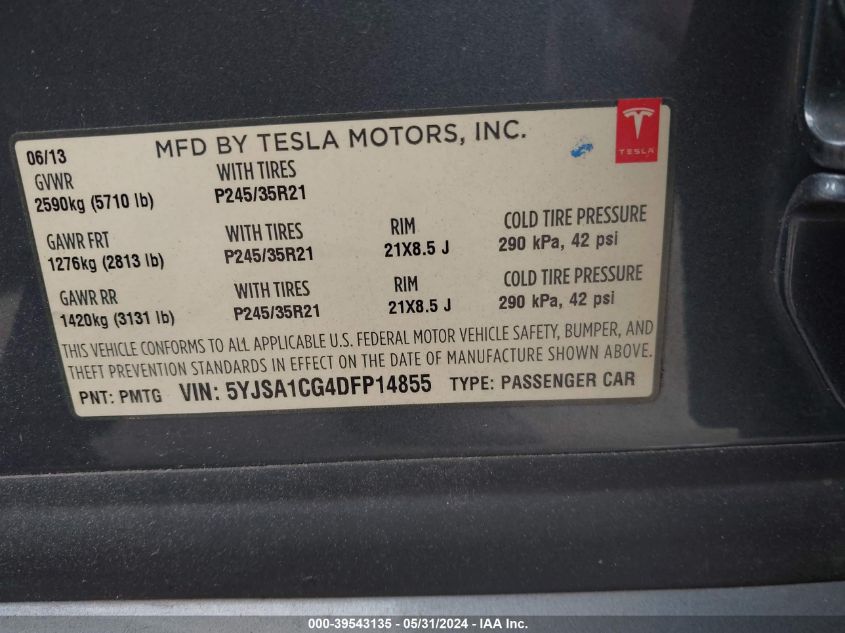 MFD BY TESLA MOTORS, INC.
TESLA
06/13
GVWR WITH TIRES
2590kg (5710 lb) P245/35R21
GAWR FRT WITH TIRES RIM COLD TIRE PRESSURE
1276kg (2813 lb) P245/35R21 21X8.5 J 290 kPa, 42 psi
GAWR RR WITH TIRES RIM COLD TIRE PRESSURE
1420kg (3131 lb) P245/35R21 21X8.5 J 290 kPa, 42 psi
THIS VEHICLE CONFORMS TO ALL APPLICABLE U.S. FEDERAL MOTOR VEHICLE SAFETY, BUMPER, AND
THEFT PREVENTION STANDARDS IN EFFECT ON THE DATE OF MANUFACTURE SHOWN ABOVE.
PNT: PMTG VIN: 5YJSA1CG4DFP14855 TYPE: PASSENGER CAR
000-39543135 - 05/31/2024 - IAA Inc.